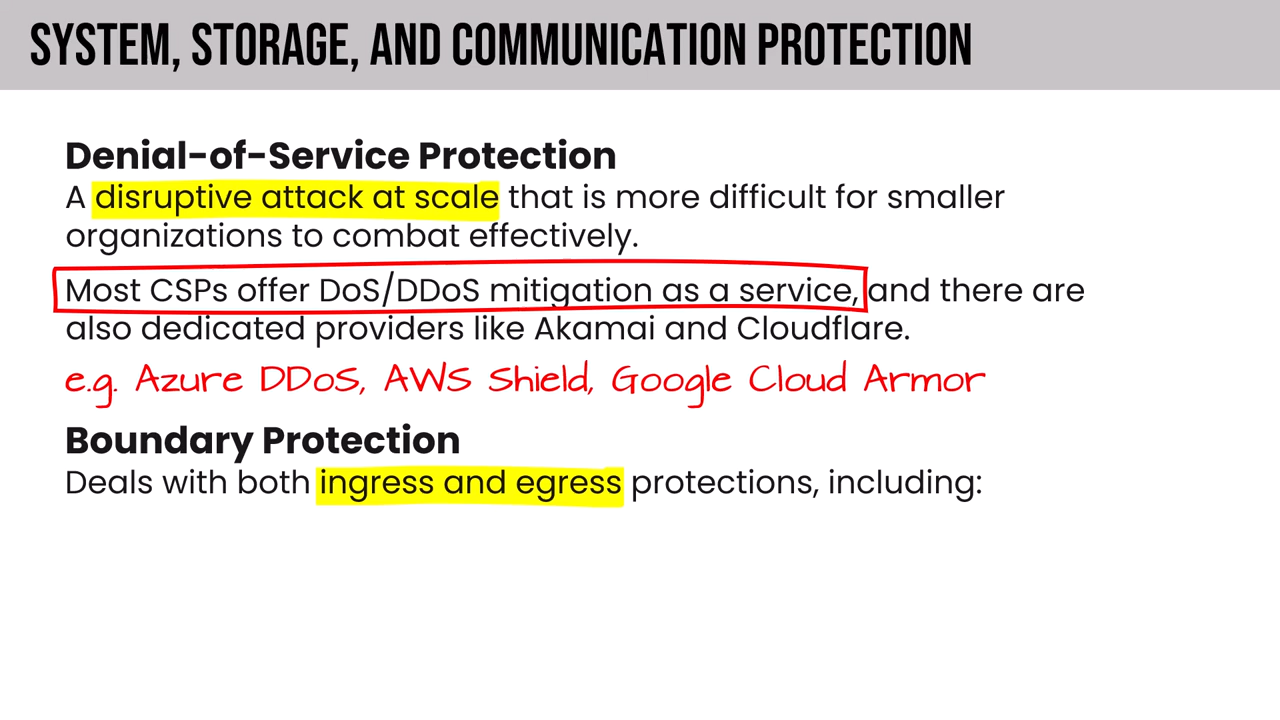 SYSTEM, STORAGE, AND COMMUNICATION PROTECTION
Denial-of-Service Protection
A disruptive attack at scale that is more difficult for smaller
organizations to combat effectively.
Most CSPs offer DoS/DDoS mitigation as a service, and there are
also dedicated providers like Akamai and Cloudflare.
e.g. Azure DDoS, AWS Shield, Google Cloud Armor
Boundary Protection
Deals with both ingress and egress protections, including: